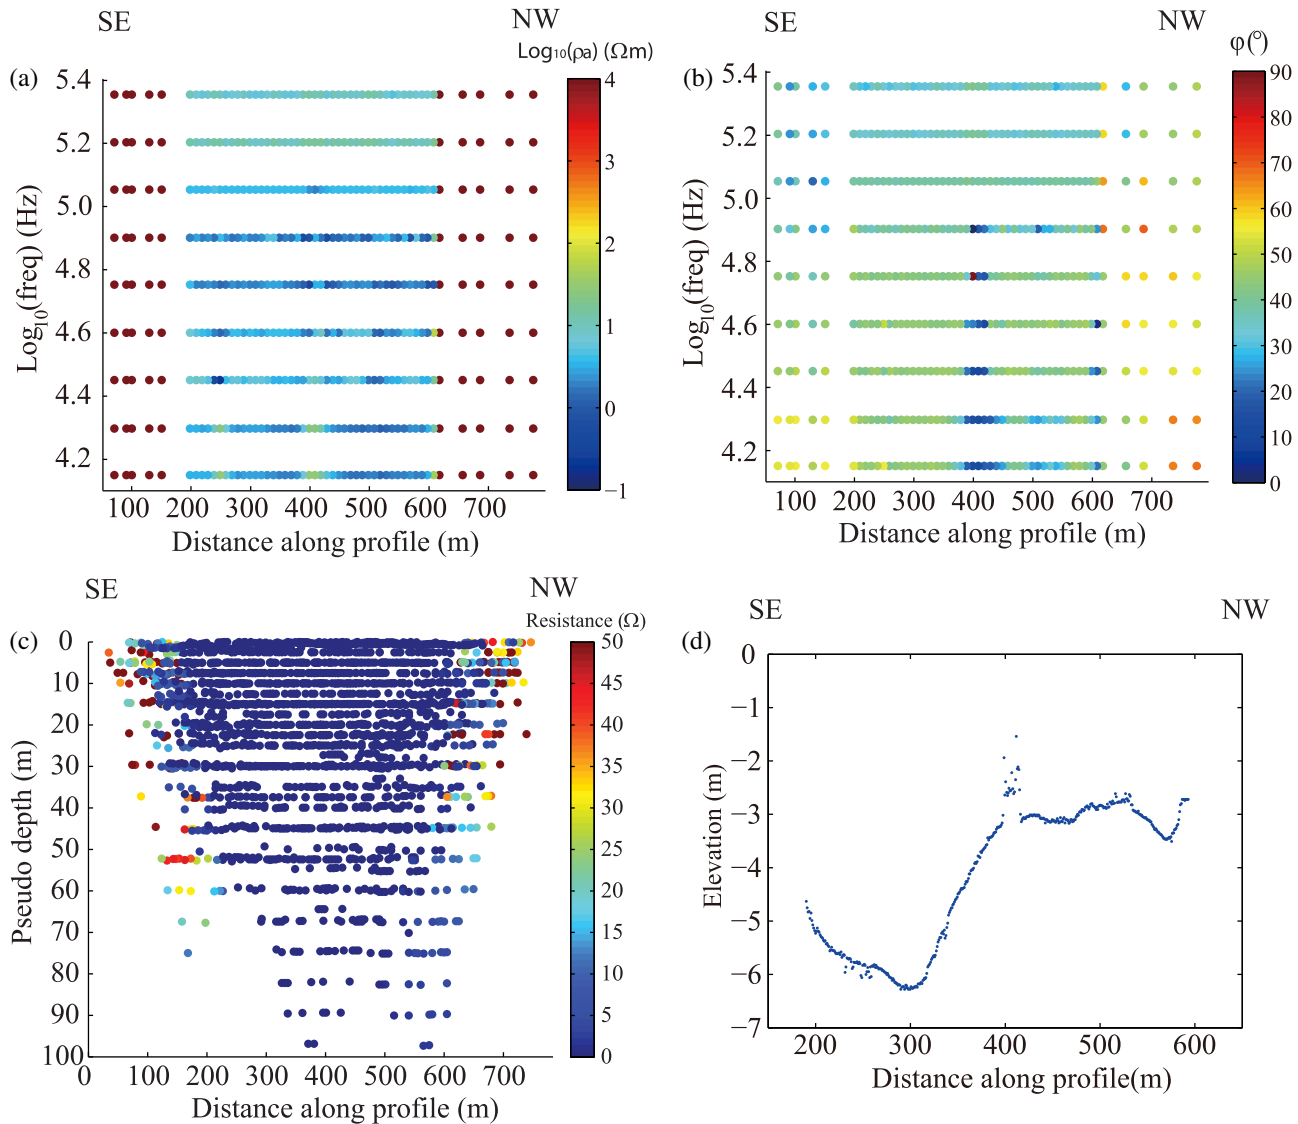 SE NW
Log₁₀(ρa) (Ωm)
(a)
5.4
5.2
5.0
4.8
4.6
4.4
4.2
Log₁₀(freq) (Hz)
100 200 300 400 500 600 700
Distance along profile (m)
4
3
2
1
0
−1
SE NW
φ(°)
(b)
5.4
5.2
5.0
4.8
4.6
4.4
4.2
Log₁₀(freq) (Hz)
100 200 300 400 500 600 700
Distance along profile (m)
90
80
70
60
50
40
30
20
10
0
SE NW
Resistance (Ω)
(c)
0
10
20
30
40
50
60
70
80
90
100
Pseudo depth (m)
0 100 200 300 400 500 600 700
Distance along profile (m)
50
45
40
35
30
25
20
15
10
5
0
SE NW
(d)
0
−1
−2
−3
−4
−5
−6
−7
Elevation (m)
200 300 400 500 600
Distance along profile(m)